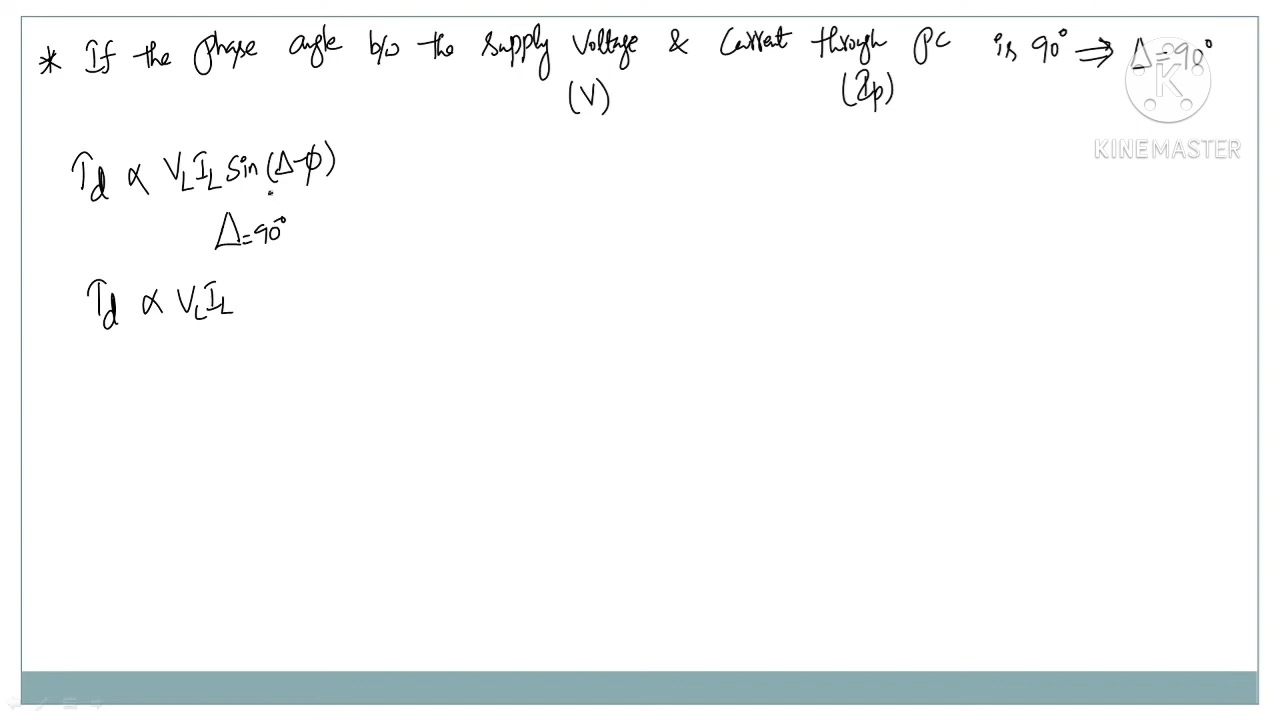 * If the phase angle b/w the supply voltage & current through PC is 90° ⇒ Δ = 90°
(V) (Ip)
K
KINEMASTER
Td ∝ VL IL Sin (Δ-ϕ)
Δ = 90°
Td ∝ VL IL